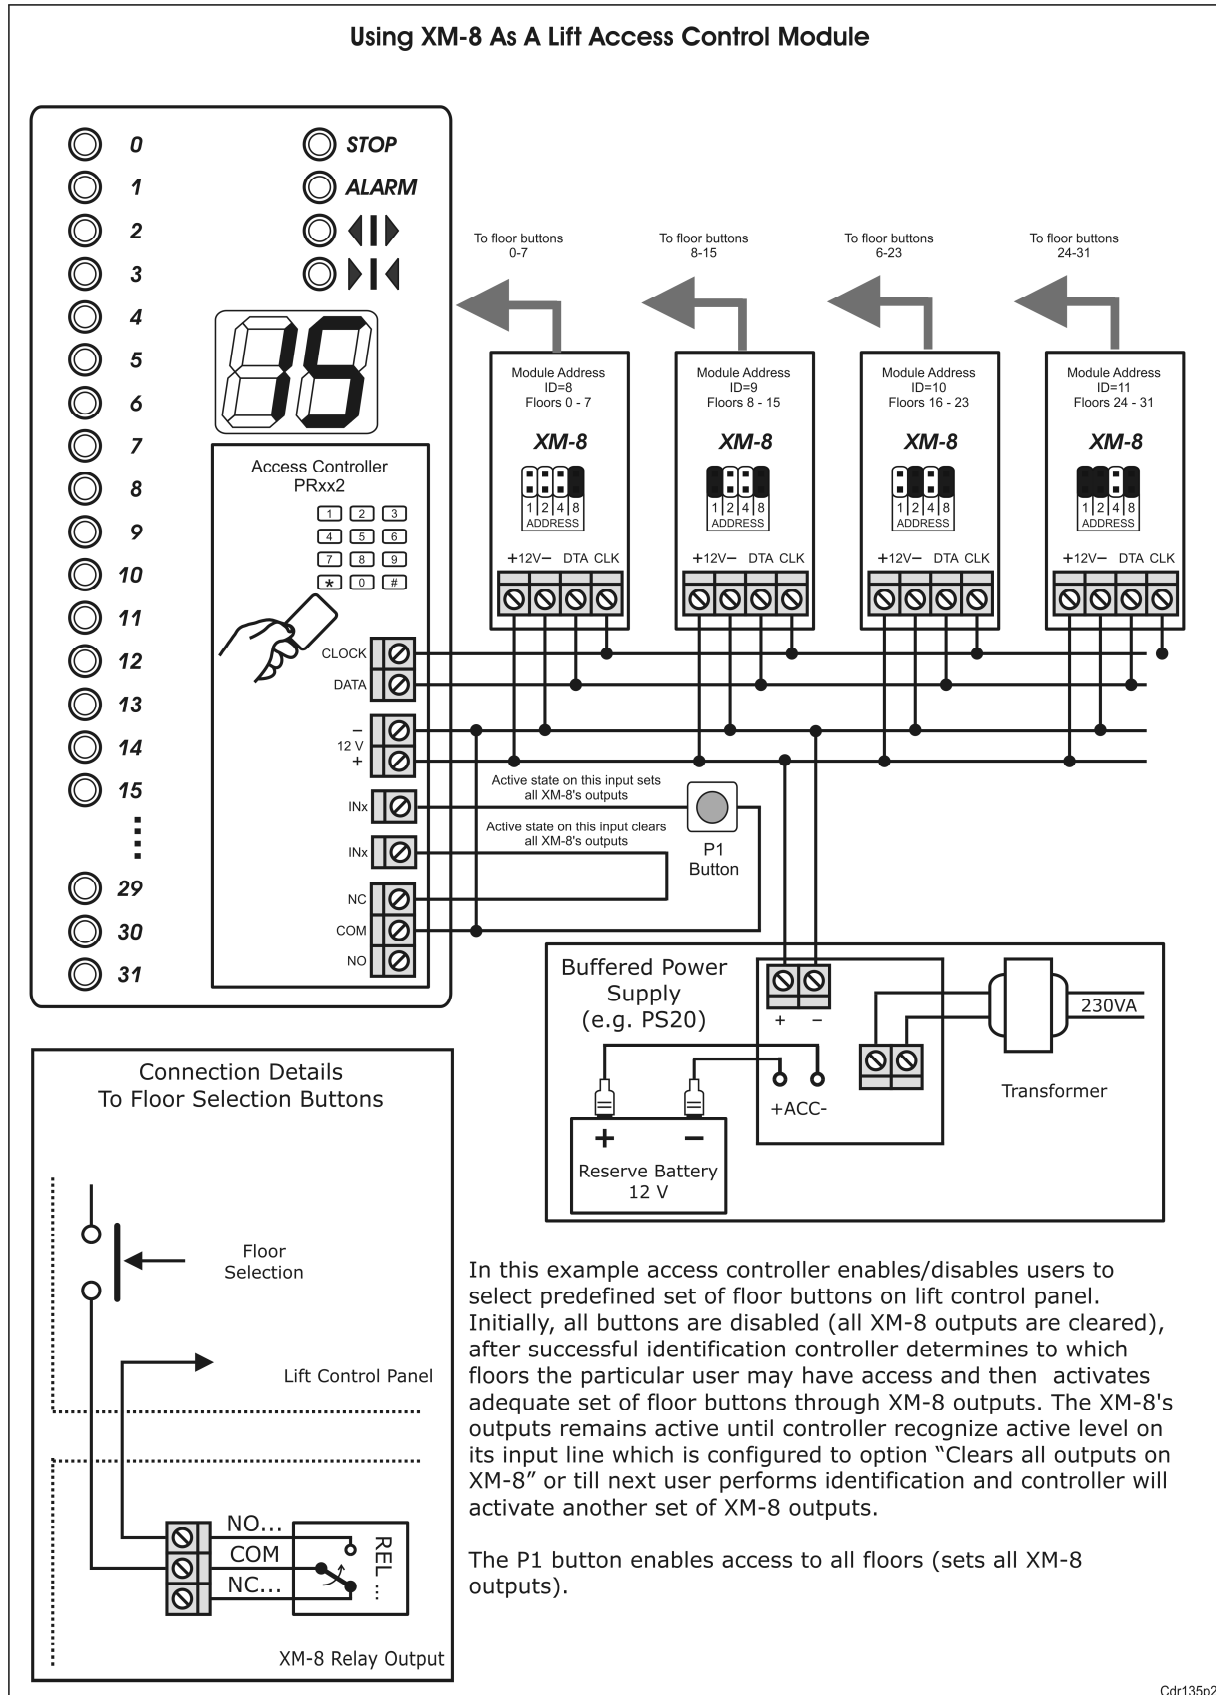 Using XM-8 As A Lift Access Control Module
0
1
2
3
4
5
6
7
8
9
10
11
12
13
14
15
29
30
31
STOP
ALARM
15
Access Controller
PRxx2
1 2 3
4 5 6
7 8 9
* 0 #
CLOCK
DATA
–
12 V
+
INx
INx
NC
COM
NO
To floor buttons
0-7
Module Address
ID=8
Floors 0 - 7
XM-8
1 2 4 8
ADDRESS
+12V– DTA CLK
To floor buttons
8-15
Module Address
ID=9
Floors 8 - 15
XM-8
1 2 4 8
ADDRESS
+12V– DTA CLK
To floor buttons
6-23
Module Address
ID=10
Floors 16 - 23
XM-8
1 2 4 8
ADDRESS
+12V– DTA CLK
To floor buttons
24-31
Module Address
ID=11
Floors 24 - 31
XM-8
1 2 4 8
ADDRESS
+12V– DTA CLK
Active state on this input sets
all XM-8's outputs
Active state on this input clears
all XM-8's outputs
P1
Button
Buffered Power
Supply
(e.g. PS20)
+ –
+ACC-
+ –
Reserve Battery
12 V
230VA
Transformer
Connection Details
To Floor Selection Buttons
Floor
Selection
Lift Control Panel
NO...
COM
NC...
REL ...
XM-8 Relay Output
In this example access controller enables/disables users to
select predefined set of floor buttons on lift control panel.
Initially, all buttons are disabled (all XM-8 outputs are cleared),
after successful identification controller determines to which
floors the particular user may have access and then activates
adequate set of floor buttons through XM-8 outputs. The XM-8's
outputs remains active until controller recognize active level on
its input line which is configured to option “Clears all outputs on
XM-8” or till next user performs identification and controller will
activate another set of XM-8 outputs.
The P1 button enables access to all floors (sets all XM-8
outputs).
Cdr135p2